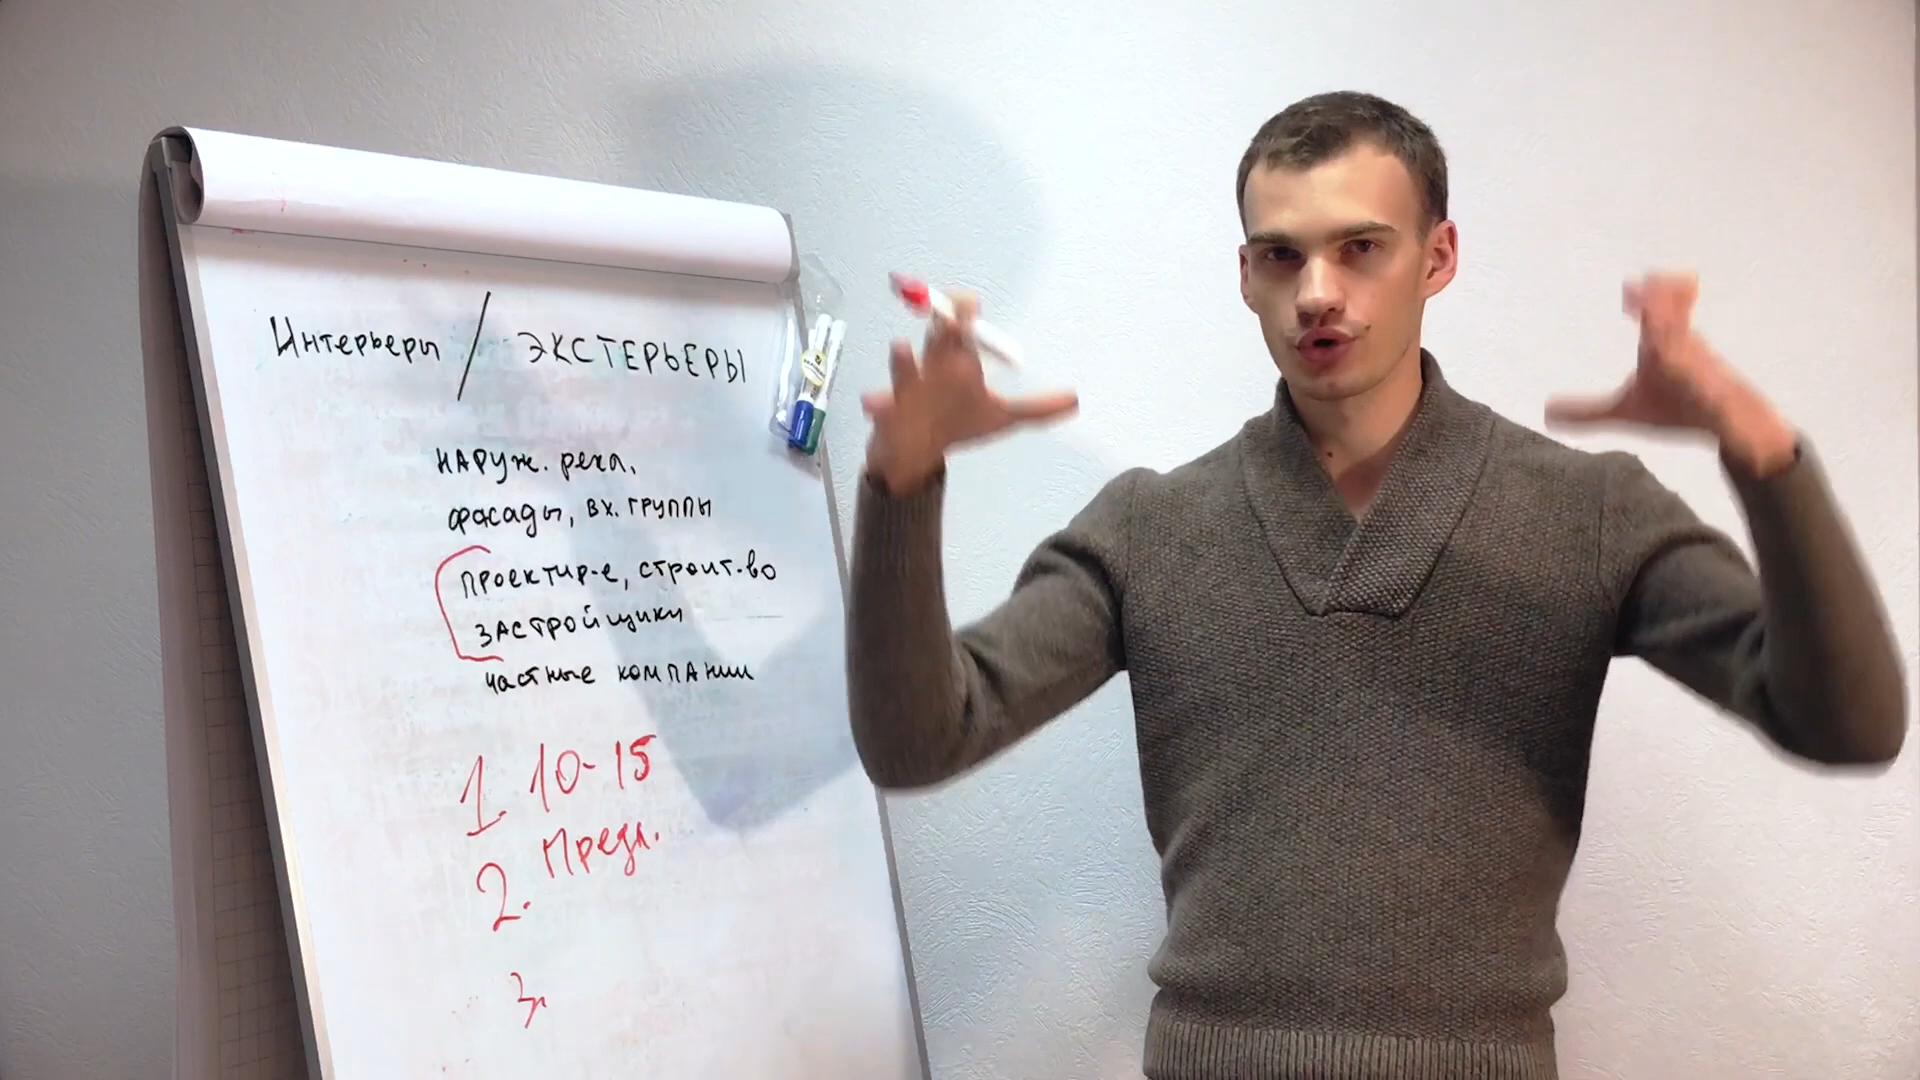 Интерьеры / ЭКСТЕРЬЕРЫ
НАРУЖ. рекл.
фасады, вх. группы
проектир-е, строит-во
застройщики
частные компании
1. 10-15
2. Предл.
3.